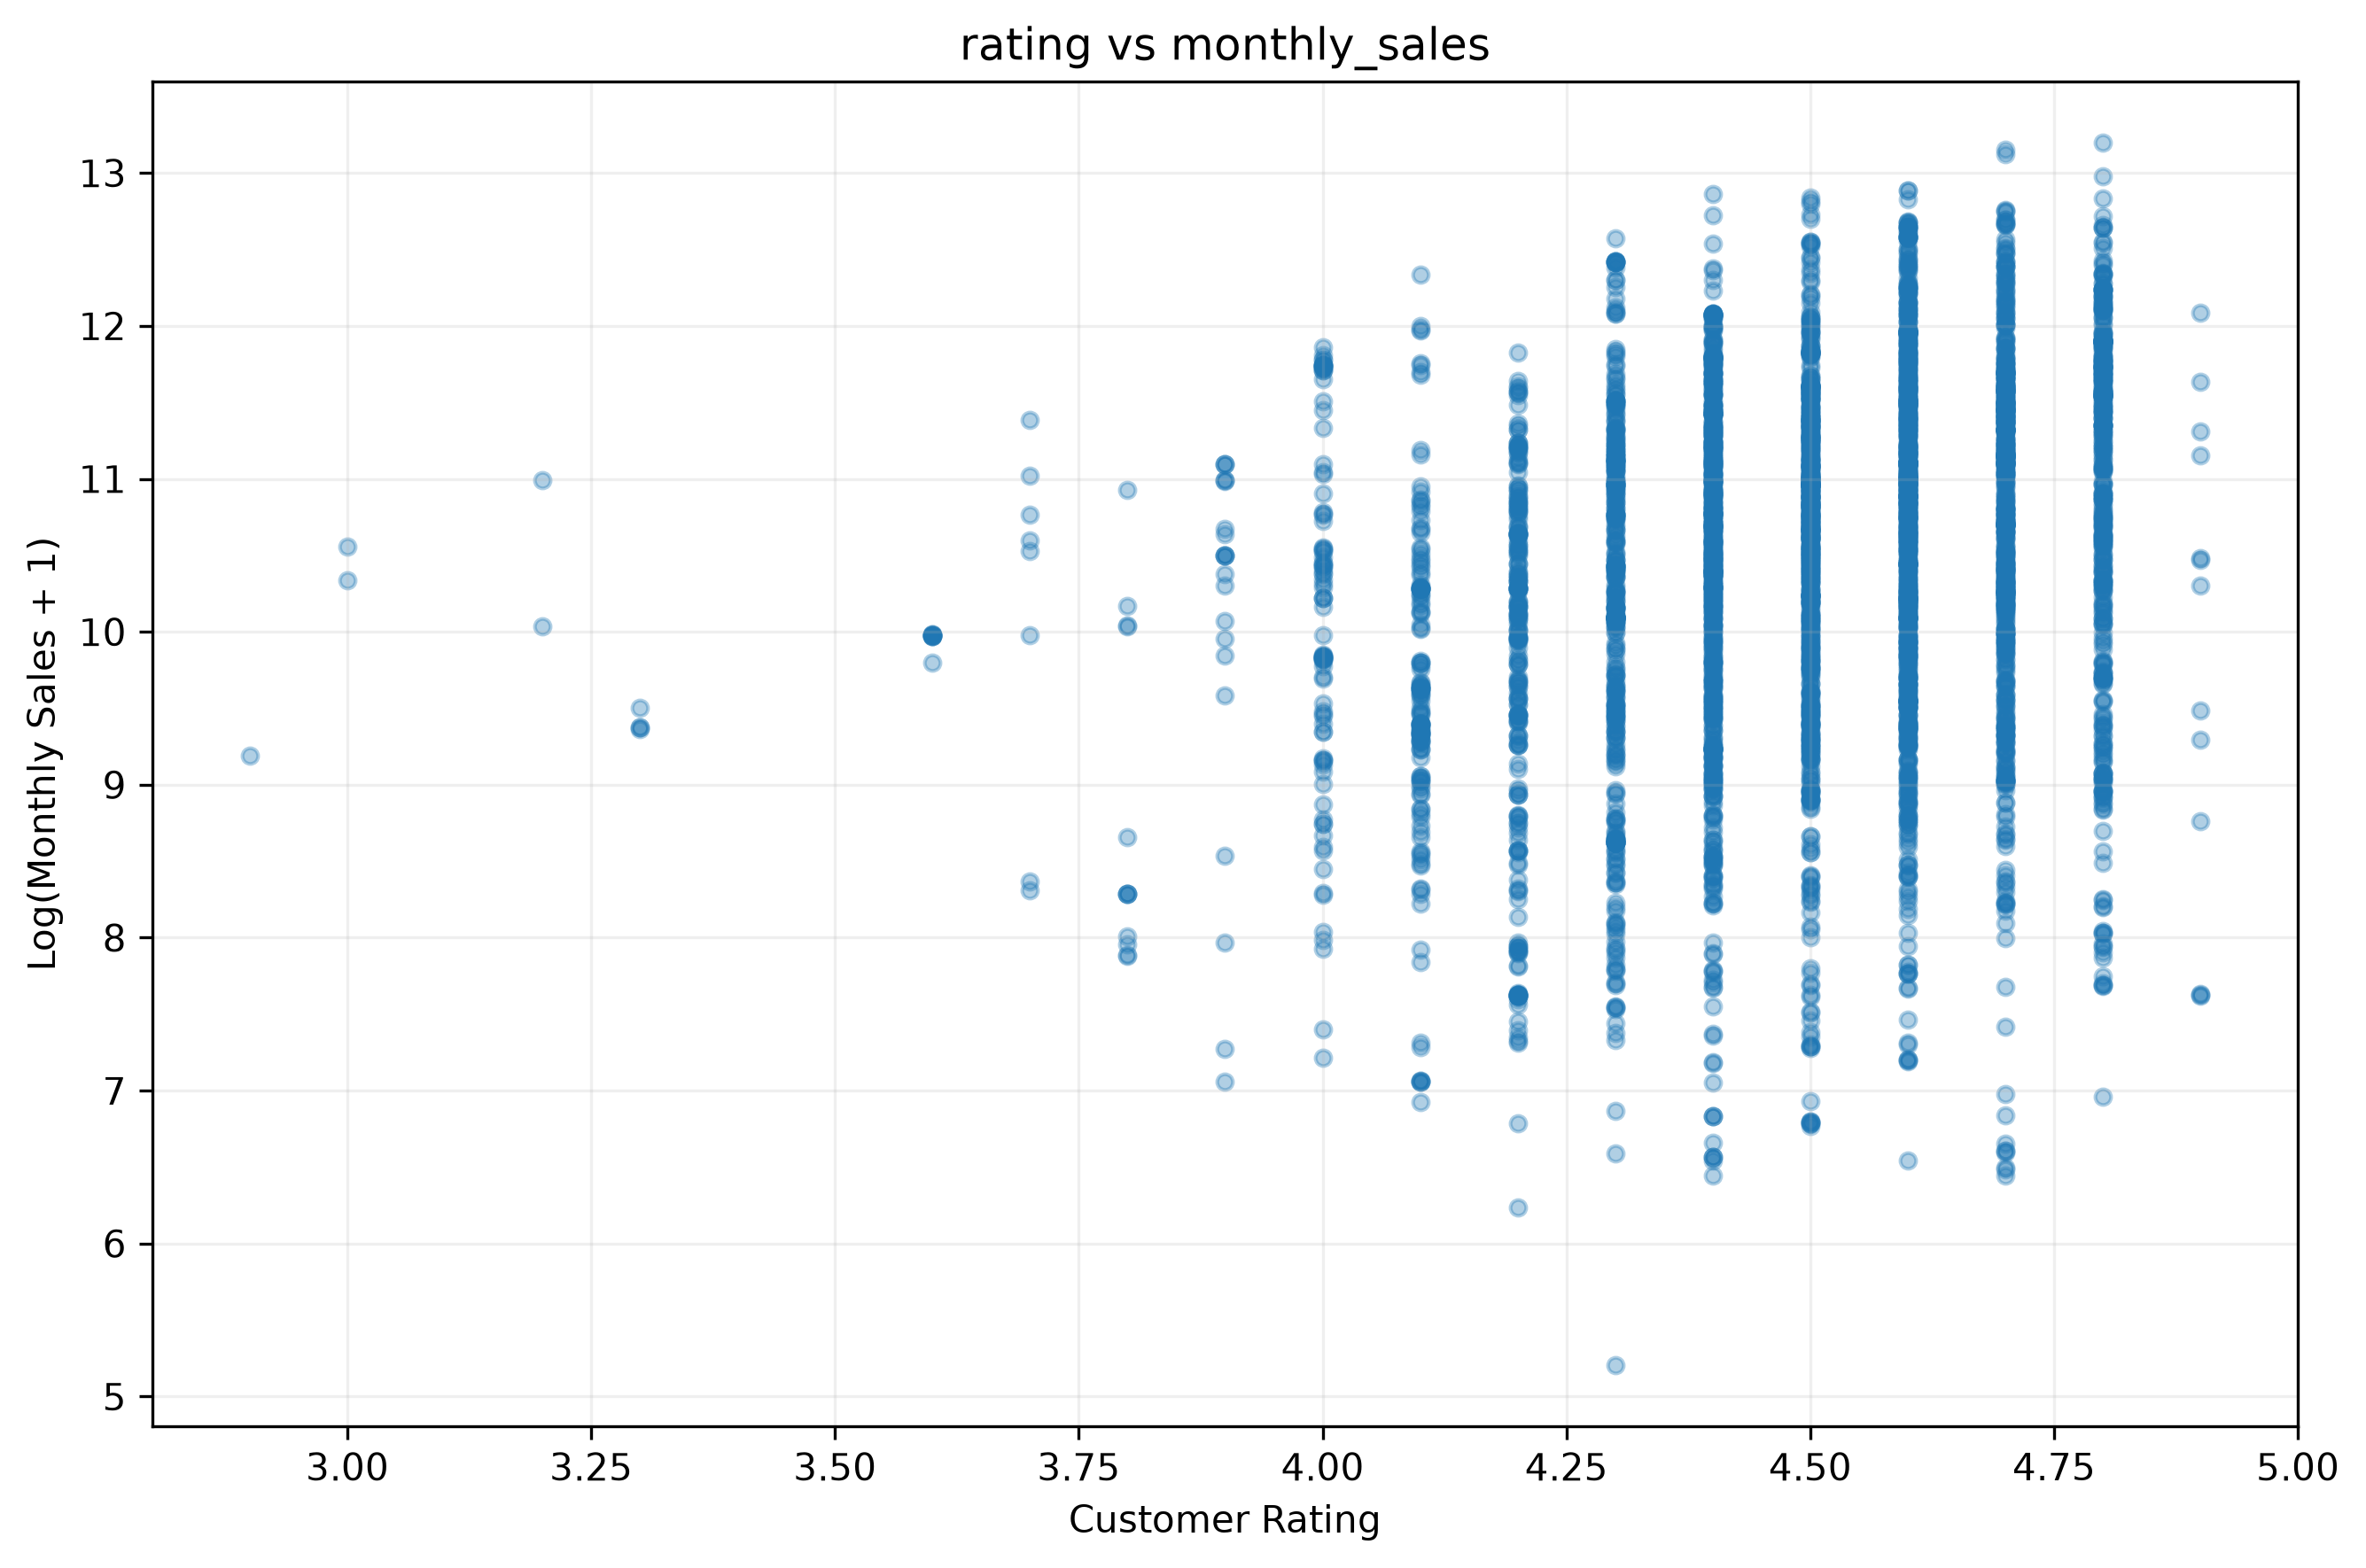 rating vs monthly_sales
Log(Monthly Sales + 1)
13
12
11
10
9
8
7
6
5
3.00 3.25 3.50 3.75 4.00 4.25 4.50 4.75 5.00
Customer Rating